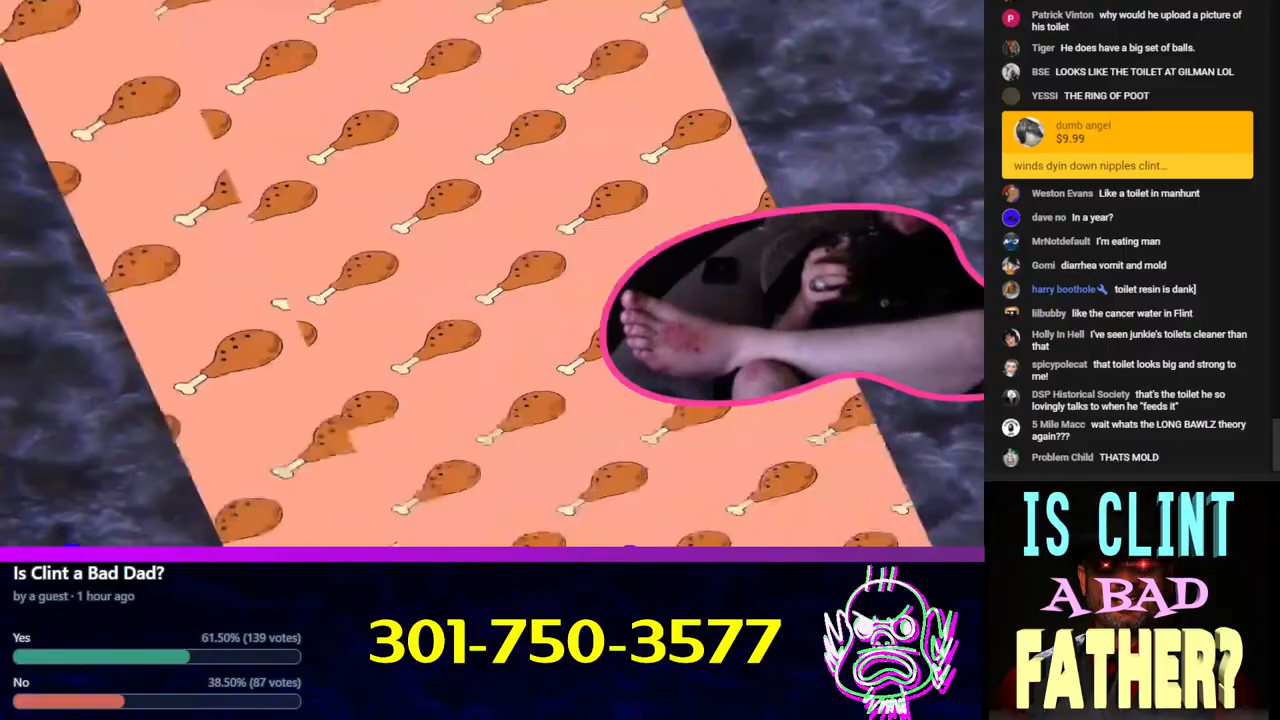 Patrick Vinton why would he upload a picture of
his toilet
Tiger He does have a big set of balls.
BSE LOOKS LIKE THE TOILET AT GILMAN LOL
YESSI THE RING OF POOT
dumb angel
$9.99
winds dyin down nipples clint...
Weston Evans Like a toilet in manhunt
dave no In a year?
MrNotdefault I'm eating man
Gomi diarrhea vomit and mold
harry boothole toilet resin is dank]
lilbubby like the cancer water in Flint
Holly In Hell I've seen junkie's toilets cleaner than
that
spicypolecat that toilet looks big and strong to
me!
DSP Historical Society that's the toilet he so
lovingly talks to when he "feeds it"
5 Mile Macc wait whats the LONG BAWLZ theory
again???
Problem Child THATS MOLD
Is Clint a Bad Dad?
by a guest · 1 hour ago
Yes 61.50% (139 votes)
No 38.50% (87 votes)
301-750-3577
IS CLINT
A BAD
FATHER?